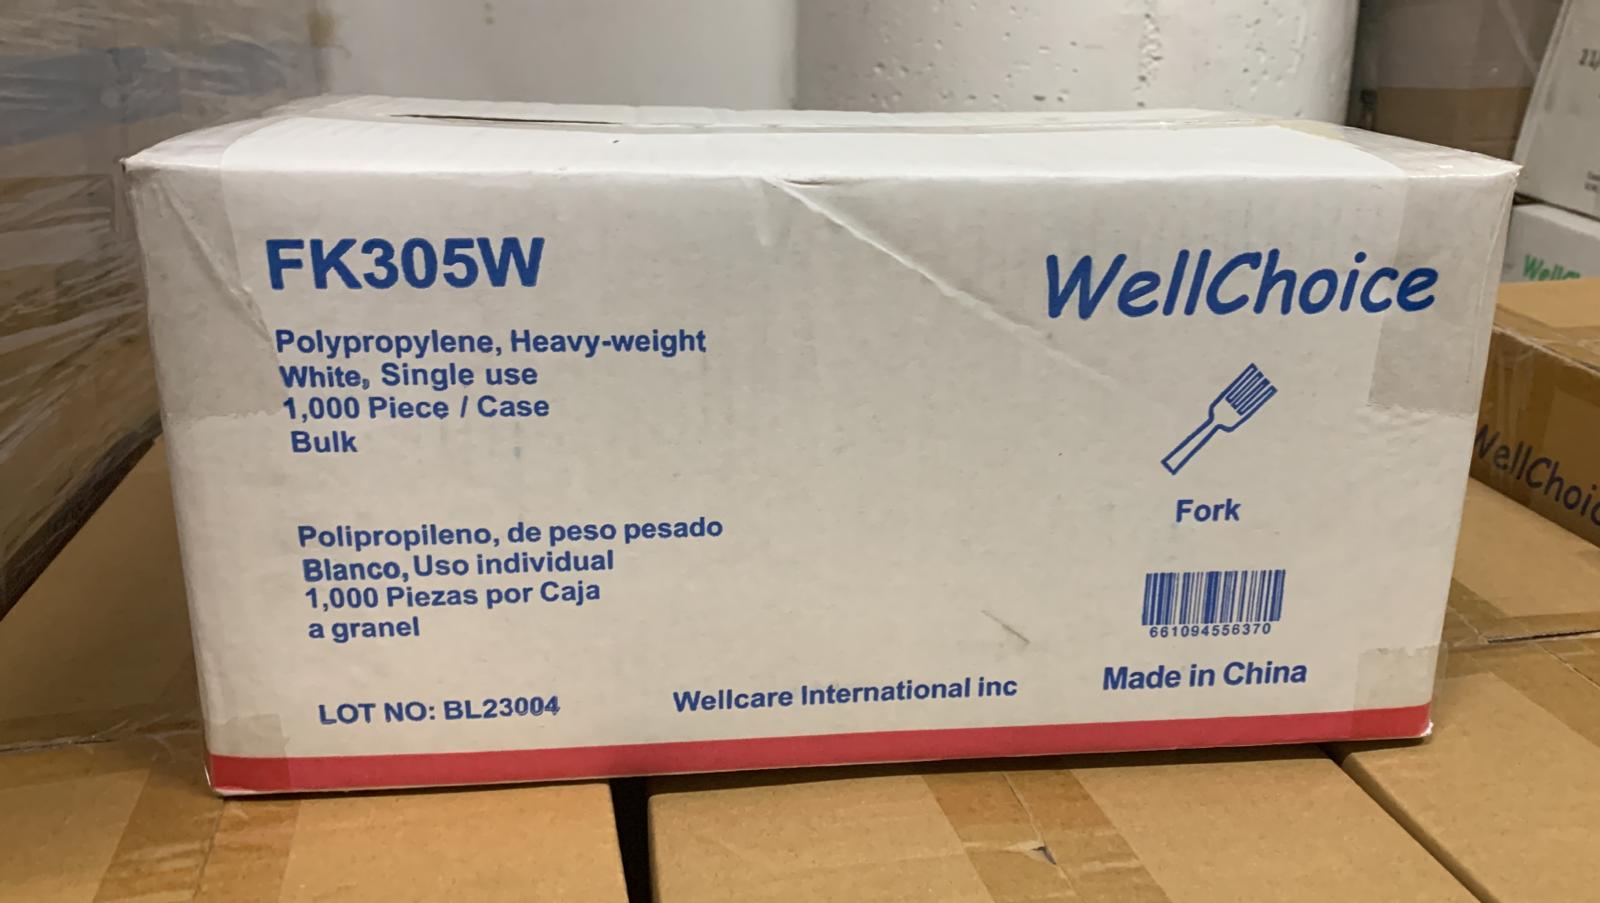 FK305W
Polypropylene, Heavy-weight
White, Single use
1,000 Piece / Case
Bulk
Polipropileno, de peso pesado
Blanco, Uso individual
1,000 Piezas por Caja
a granel
LOT NO: BL23004
Wellcare International inc
WellChoice
Fork
661094556370
Made in China